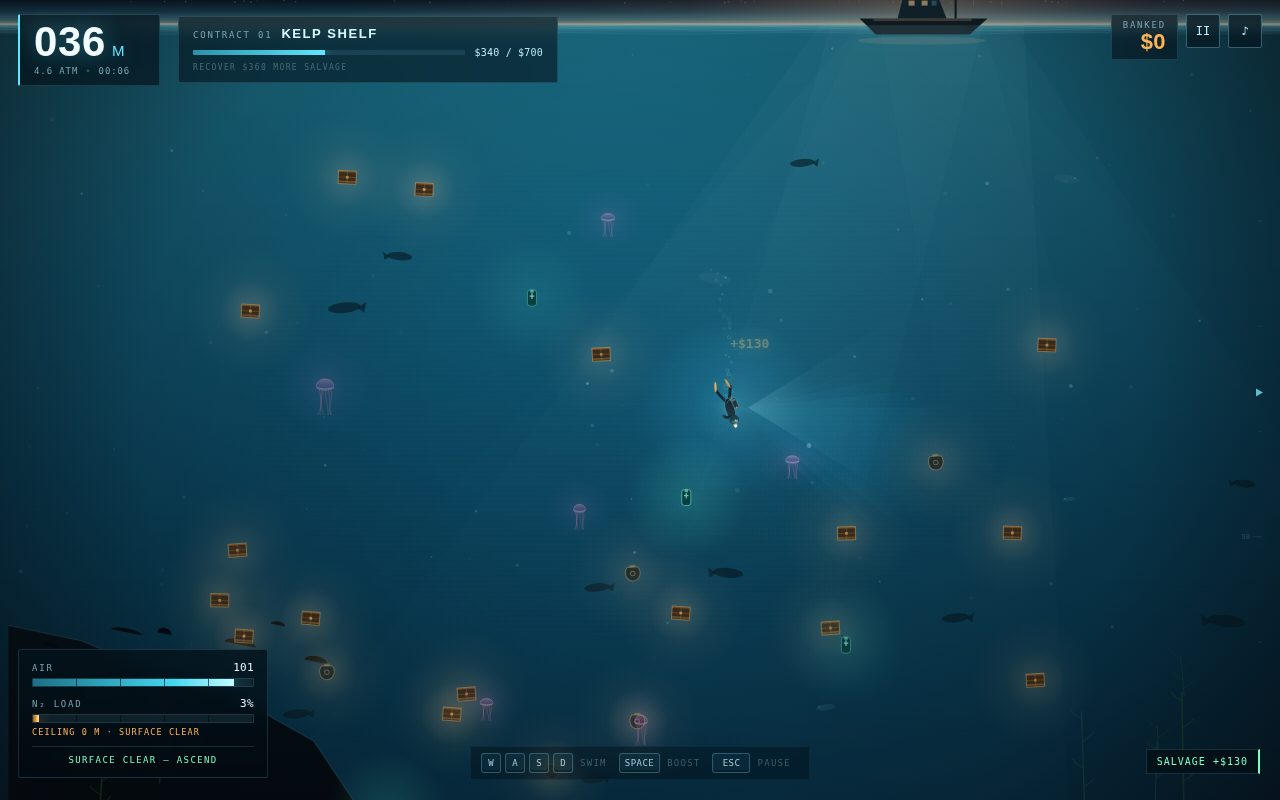 036 M
4.6 ATM · 00:06
CONTRACT 01 KELP SHELF
$340 / $700
RECOVER $360 MORE SALVAGE
BANKED
$0
II
♪
+$130
50
AIR 101
N₂ LOAD 3%
CEILING 0 M · SURFACE CLEAR
SURFACE CLEAR — ASCEND
W A S D SWIM SPACE BOOST ESC PAUSE
SALVAGE +$130